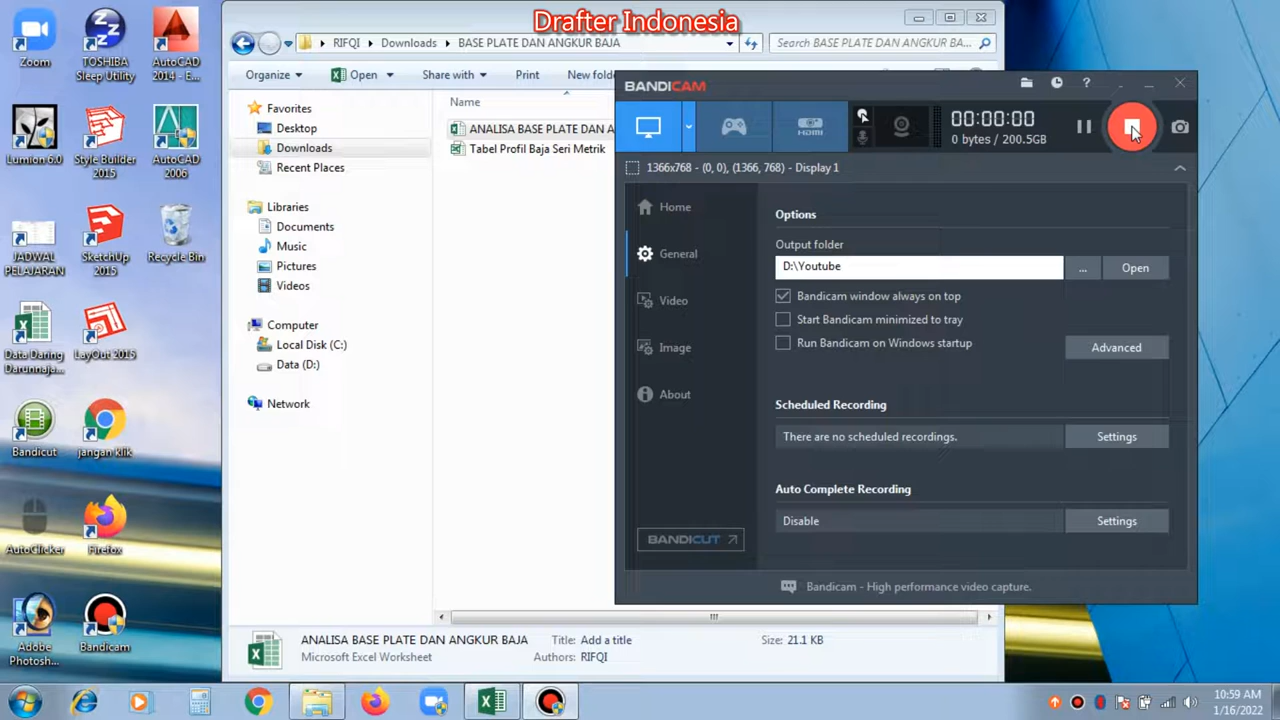 Drafter Indonesia
RIFQI Downloads BASE PLATE DAN ANGKUR BAJA
Search BASE PLATE DAN ANGKUR BA...
Organize Open Share with Print New folde
Favorites
Desktop
Downloads
Recent Places
Libraries
Documents
Music
Pictures
Videos
Computer
Local Disk (C:)
Data (D:)
Network
Name
ANALISA BASE PLATE DAN A
Tabel Profil Baja Seri Metrik
ANALISA BASE PLATE DAN ANGKUR BAJA Title: Add a title Size: 21.1 KB
Microsoft Excel Worksheet Authors: RIFQI
BANDICAM
?
HDMI
00:00:00
0 bytes / 200.5GB
1366x768 - (0, 0), (1366, 768) - Display 1
Home
General
Video
Image
About
BANDICUT
Options
Output folder
D:\Youtube
... Open
Bandicam window always on top
Start Bandicam minimized to tray
Run Bandicam on Windows startup
Advanced
Scheduled Recording
There are no scheduled recordings. Settings
Auto Complete Recording
Disable Settings
Bandicam - High performance video capture.
Zoom
TOSHIBA
Sleep Utility
AutoCAD
2014 - E...
Lumion 6.0
Style Builder
2015
AutoCAD
2006
JADWAL
PELAJARAN
SketchUp
2015
Recycle Bin
Data Daring
Darunnaja...
LayOut 2015
Bandicut
jangan klik
AutoClicker
Firefox
Adobe
Photosh...
Bandicam
10:59 AM
1/16/2022